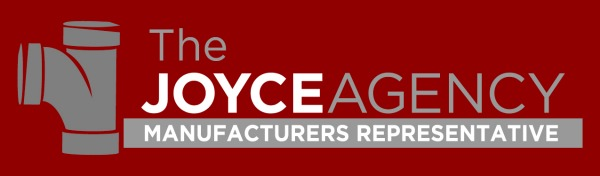 The
JOYCEAGENCY
MANUFACTURERS REPRESENTATIVE